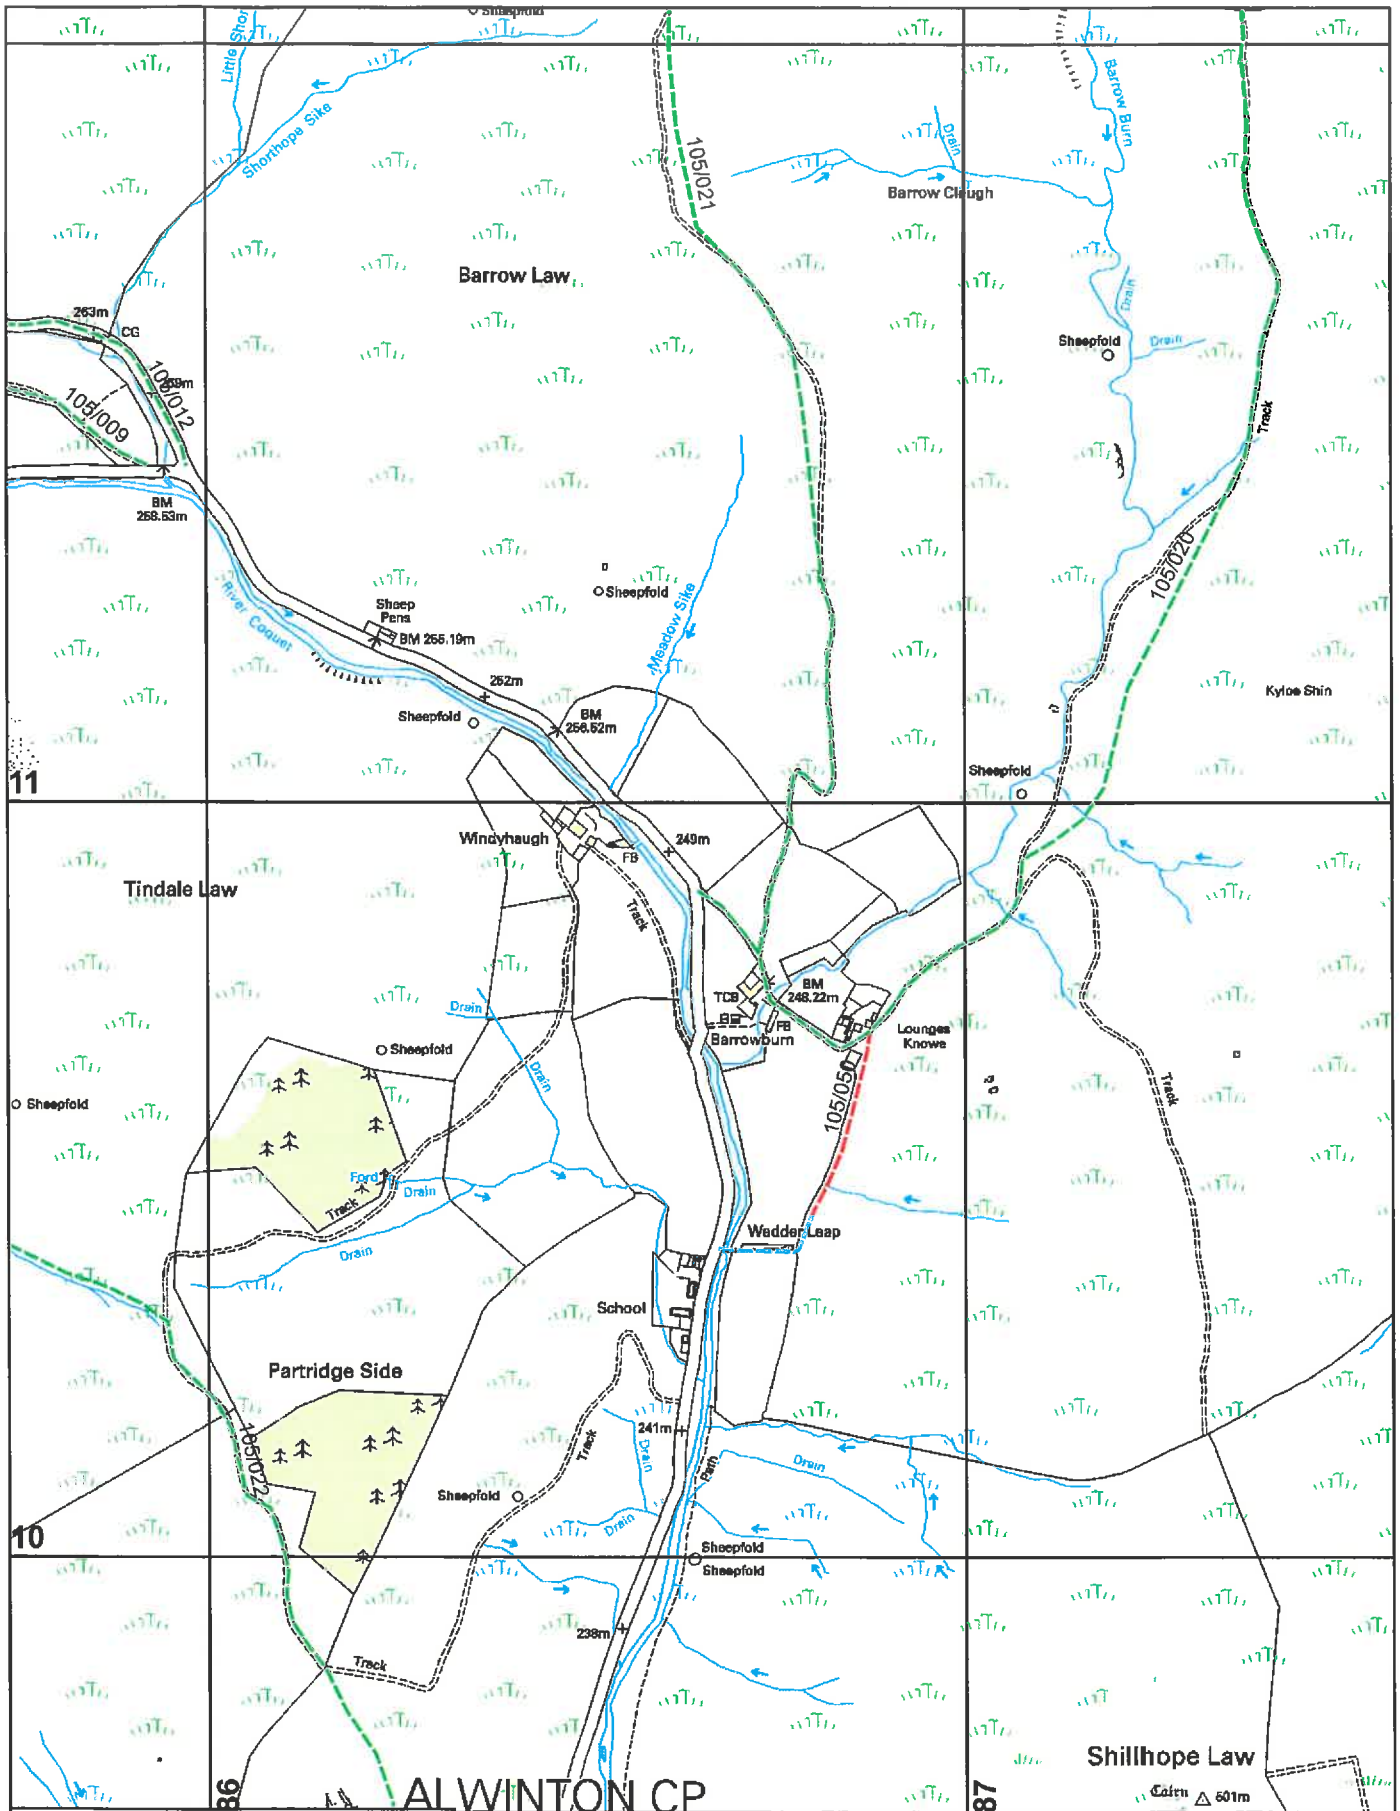 Sheepfold
Little Shor
Shorthope Sike
105/021
Drain
Barrow Burn
Barrow Cleugh
Barrow Law
Drain
263m
CG
Sheepfold
Drain
105/012
259m
105/009
Track
BM
258.53m
105/020
Sheepfold
Sheep
Pens
BM 255.19m
River Coquet
Meadow Sike
252m
Kyloe Shin
Sheepfold
BM
256.52m
Sheepfold
11
Windyhaugh
249m
FB
Tindale Law
Track
BM
248.22m
TCB
Drain
FB
Barrowburn
Lounges
Knowe
Sheepfold
Drain
Track
Sheepfold
105/050
Ford
Drain
Track
Drain
Wedder Leap
School
Partridge Side
241m
Track
Drain
Path
Drain
105/022
Sheepfold
Drain
10
Sheepfold
Sheepfold
238m
Track
Shillhope Law
86
ALWINTON CP
87
Cairn
501m